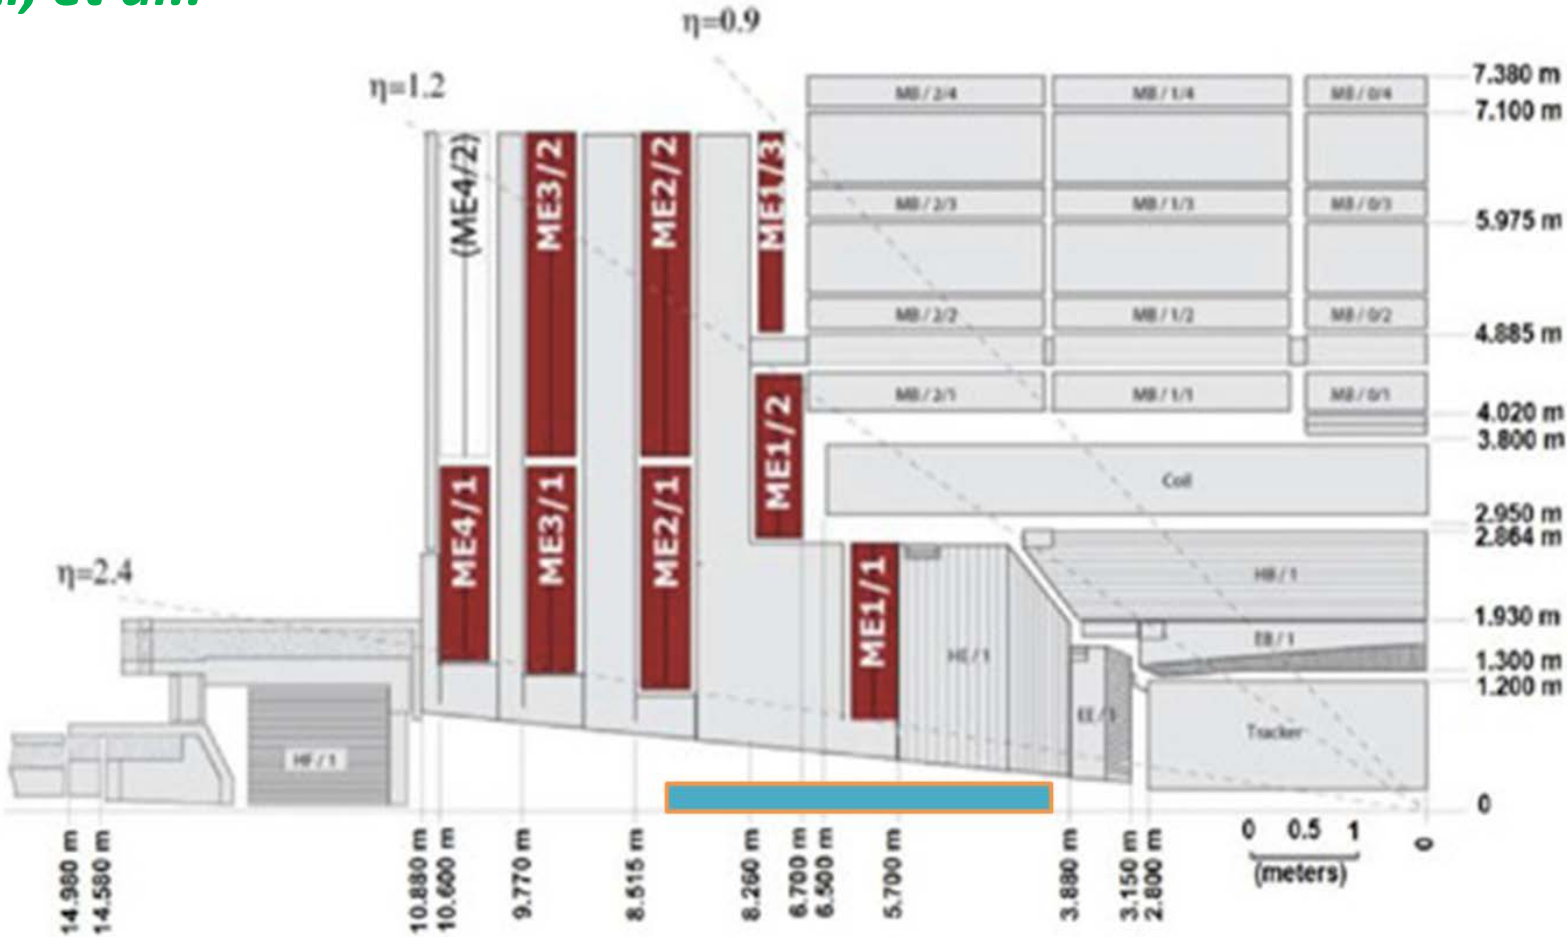 et al.
η=0.9
η=1.2
η=2.4
(ME4/2)
ME3/2
ME2/2
ME1/3
MB / 2/4
MB / 1/4
MB / 0/4
MB / 2/3
MB / 1/3
MB / 0/3
MB / 2/2
MB / 1/2
MB / 0/2
MB / 2/1
MB / 1/1
MB / 0/1
ME1/2
Coil
ME4/1
ME3/1
ME2/1
ME1/1
HE / 1
HB / 1
EB / 1
EE / 1
Tracker
HF / 1
7.380 m
7.100 m
5.975 m
4.885 m
4.020 m
3.800 m
2.950 m
2.864 m
1.930 m
1.300 m
1.200 m
0
14.980 m
14.580 m
10.880 m
10.600 m
9.770 m
8.515 m
8.260 m
6.700 m
6.500 m
5.700 m
3.880 m
3.150 m
2.800 m
0 0.5 1
(meters)
0